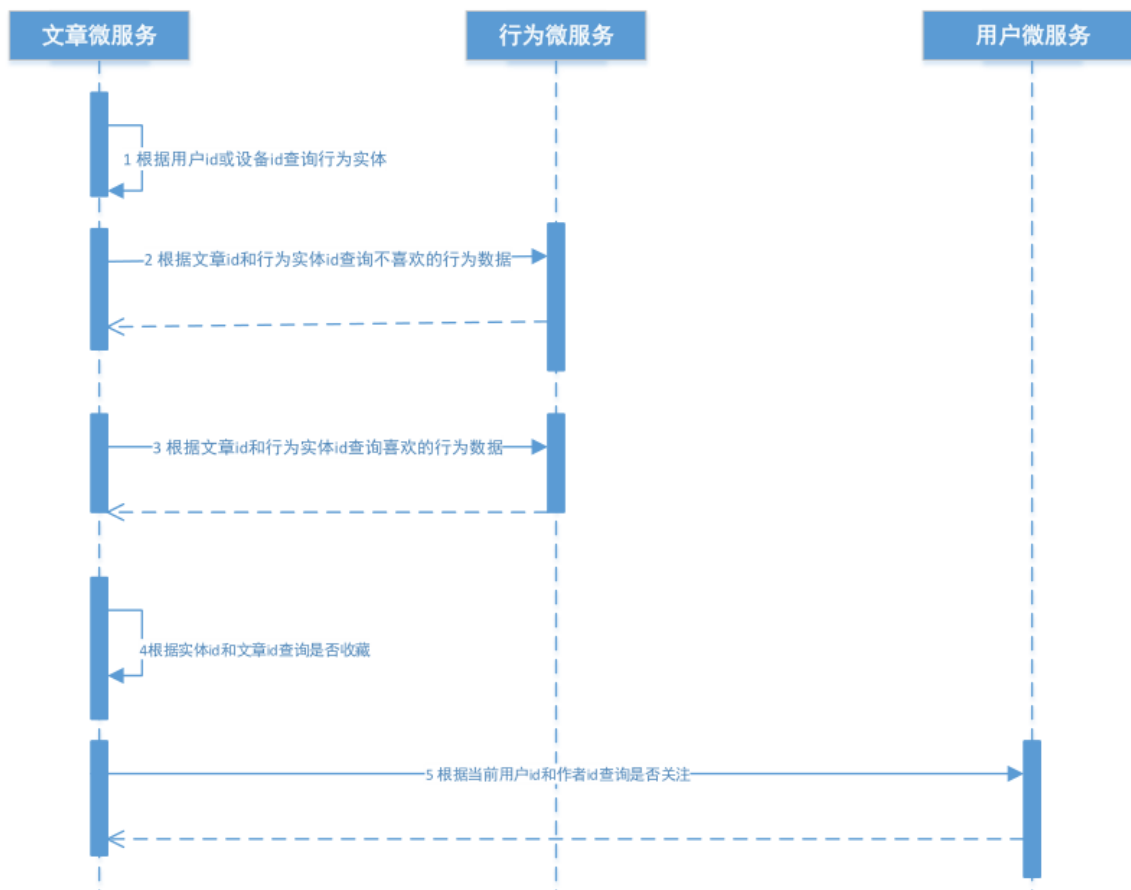 文章微服务
行为微服务
用户微服务
1 根据用户id或设备id查询行为实体
2 根据文章id和行为实体id查询不喜欢的行为数据
3 根据文章id和行为实体id查询喜欢的行为数据
4根据实体id和文章id查询是否收藏
5 根据当前用户id和作者id查询是否关注